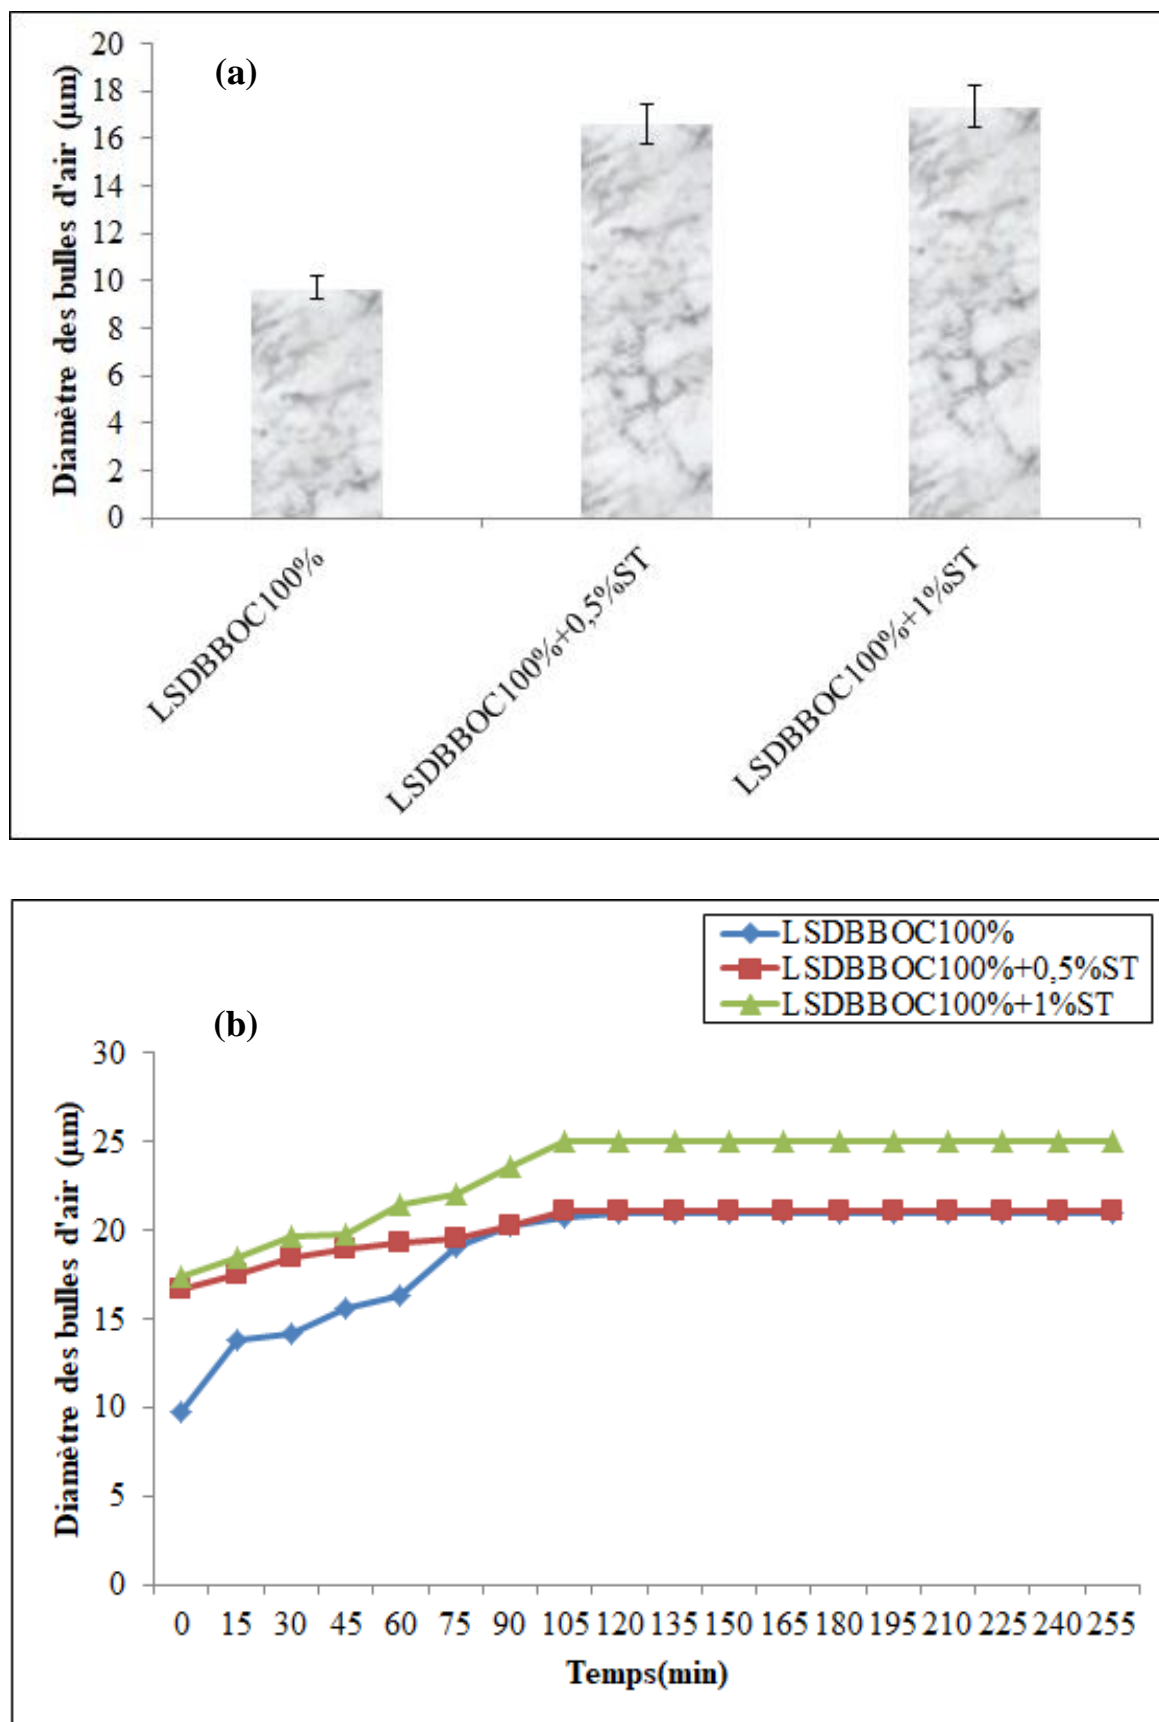 (a)
Diamètre des bulles d'air (µm)
20
18
16
14
12
10
8
6
4
2
0
LSDBBOC100%
LSDBBOC100%+0,5%ST
LSDBBOC100%+1%ST
LSDBBOC100%
LSDBBOC100%+0,5%ST
LSDBBOC100%+1%ST
(b)
Diamètre des bulles d'air (µm)
30
25
20
15
10
5
0
0 15 30 45 60 75 90 105 120 135 150 165 180 195 210 225 240 255
Temps(min)